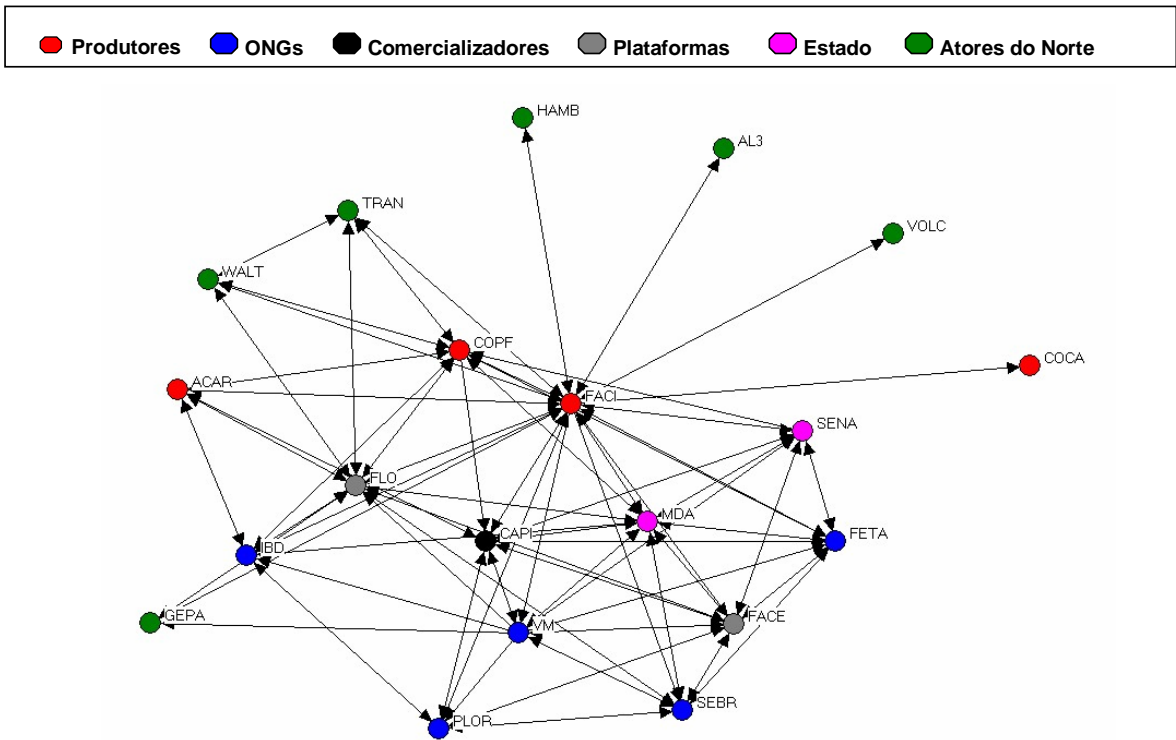 Produtores ONGs Comercializadores Plataformas Estado Atores do Norte
HAMB
AL3
TRAN
VOLC
WALT
COPF
COCA
ACAR
FACI
SENA
FLO
MDA
CAPI
FETA
IBD
GEPA
FACE
VM
SEBR
PLOR